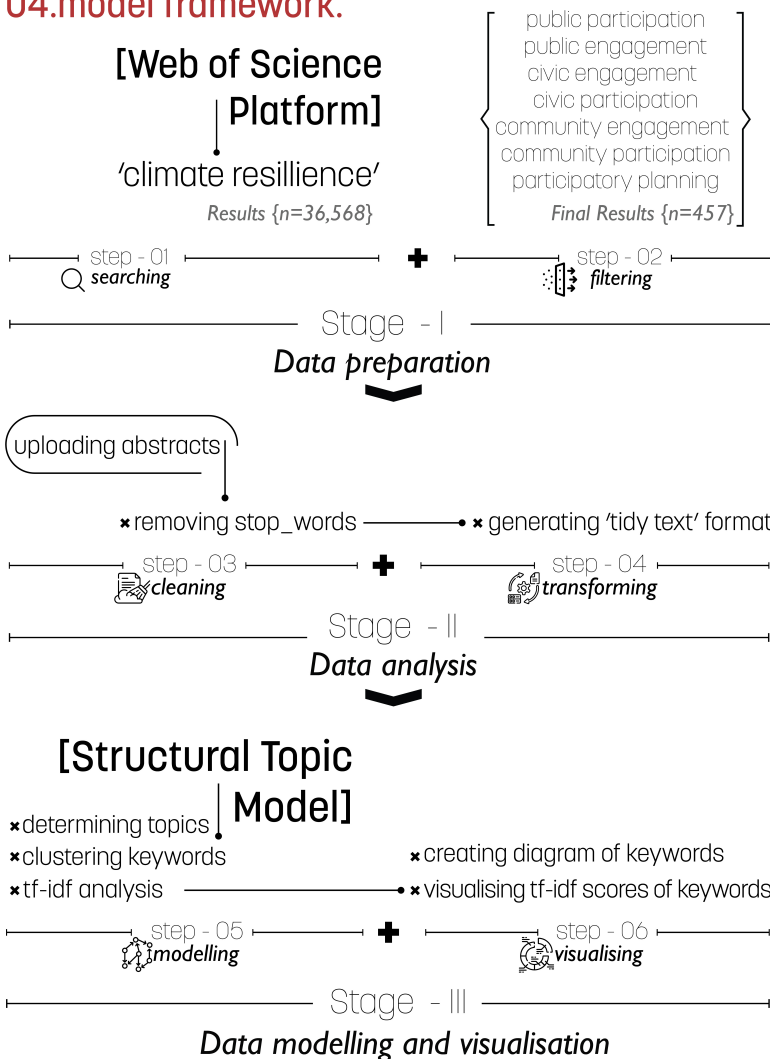 04.model framework.
[Web of Science
Platform]
'climate resillience'
Results {n=36,568}
public participation
public engagement
civic engagement
civic participation
community engagement
community participation
participatory planning
Final Results {n=457}
step - 01
searching
step - 02
filtering
Stage - I
Data preparation
uploading abstracts
removing stop_words
generating 'tidy text' format
step - 03
cleaning
step - 04
transforming
Stage - II
Data analysis
[Structural Topic
Model]
determining topics
clustering keywords
tf-idf analysis
creating diagram of keywords
visualising tf-idf scores of keywords
step - 05
modelling
step - 06
visualising
Stage - III
Data modelling and visualisation